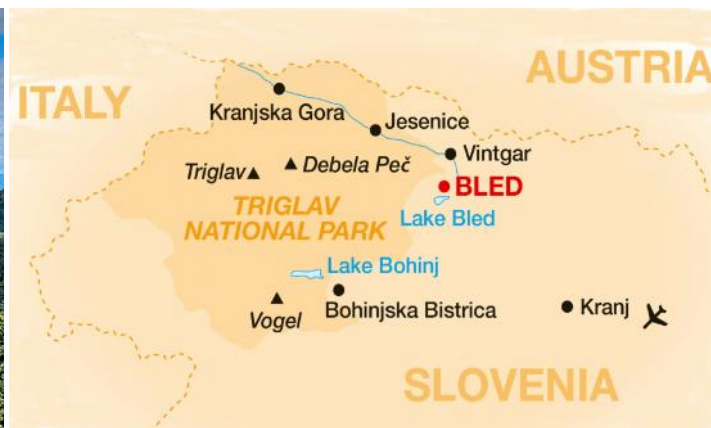 AUSTRIA
ITALY
Kranjska Gora
Jesenice
Vintgar
Triglav
Debela Peč
BLED
TRIGLAV
NATIONAL PARK
Lake Bled
Lake Bohinj
Vogel
Bohinjska Bistrica
Kranj
SLOVENIA